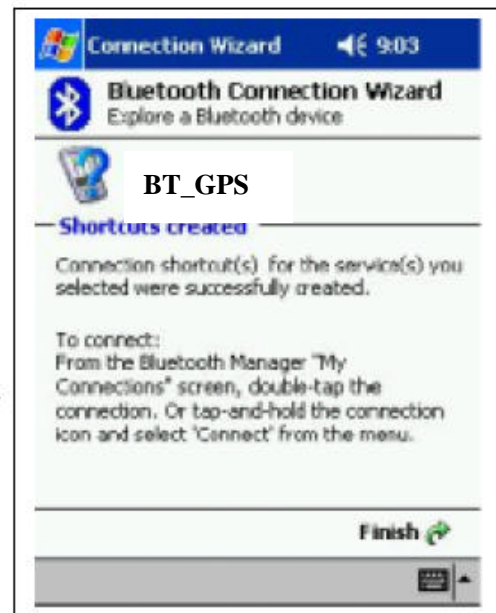 Connection Wizard 9:03
Bluetooth Connection Wizard
Explore a Bluetooth device
BT_GPS
Shortcuts created
Connection shortcut(s) for the service(s) you
selected were successfully created.
To connect:
From the Bluetooth Manager "My
Connections" screen, double-tap the
connection. Or tap-and-hold the connection
icon and select 'Connect' from the menu.
Finish